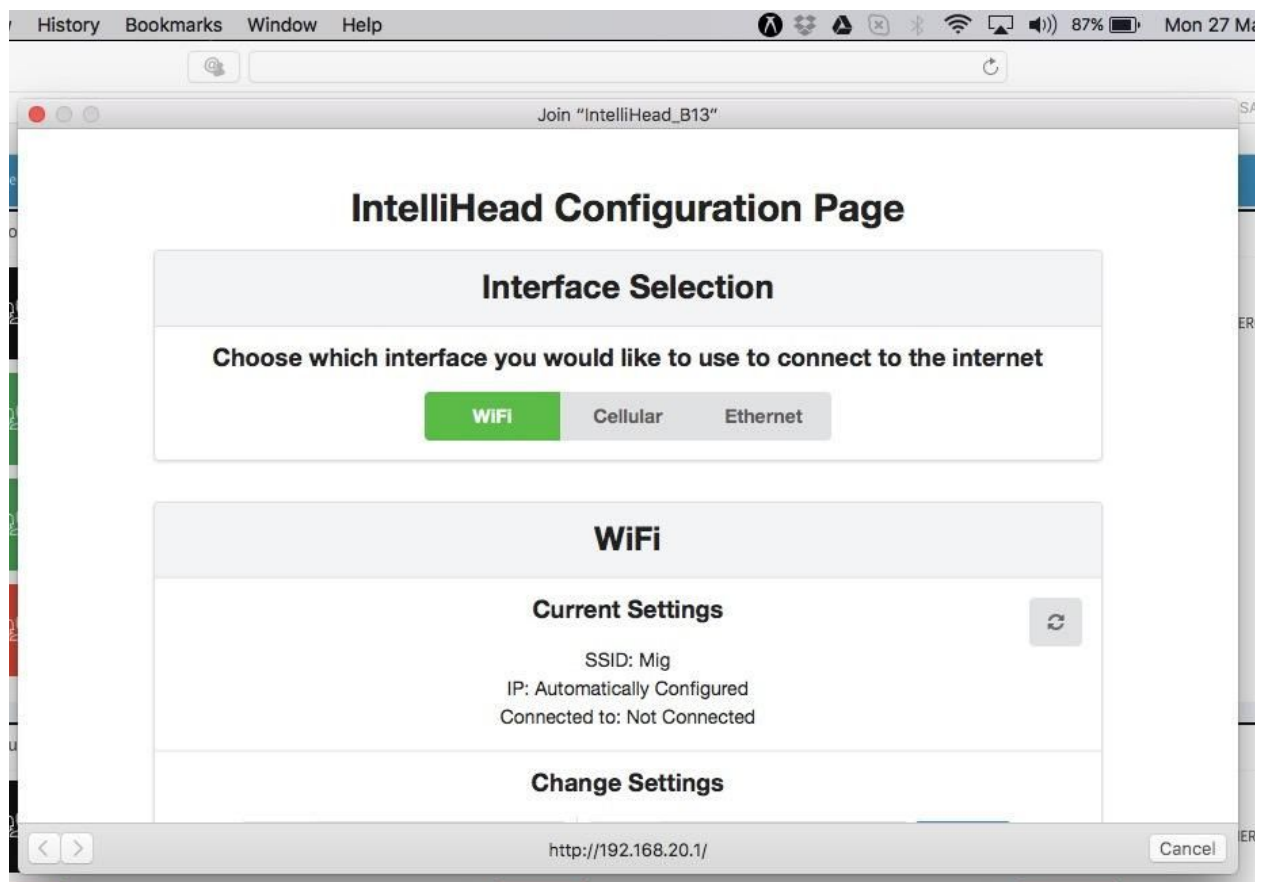 History Bookmarks Window Help 87% Mon 27
Join “IntelliHead_B13”
IntelliHead Configuration Page
Interface Selection
Choose which interface you would like to use to connect to the internet
WiFi Cellular Ethernet
WiFi
Current Settings
SSID: Mig
IP: Automatically Configured
Connected to: Not Connected
Change Settings
http://192.168.20.1/ Cancel